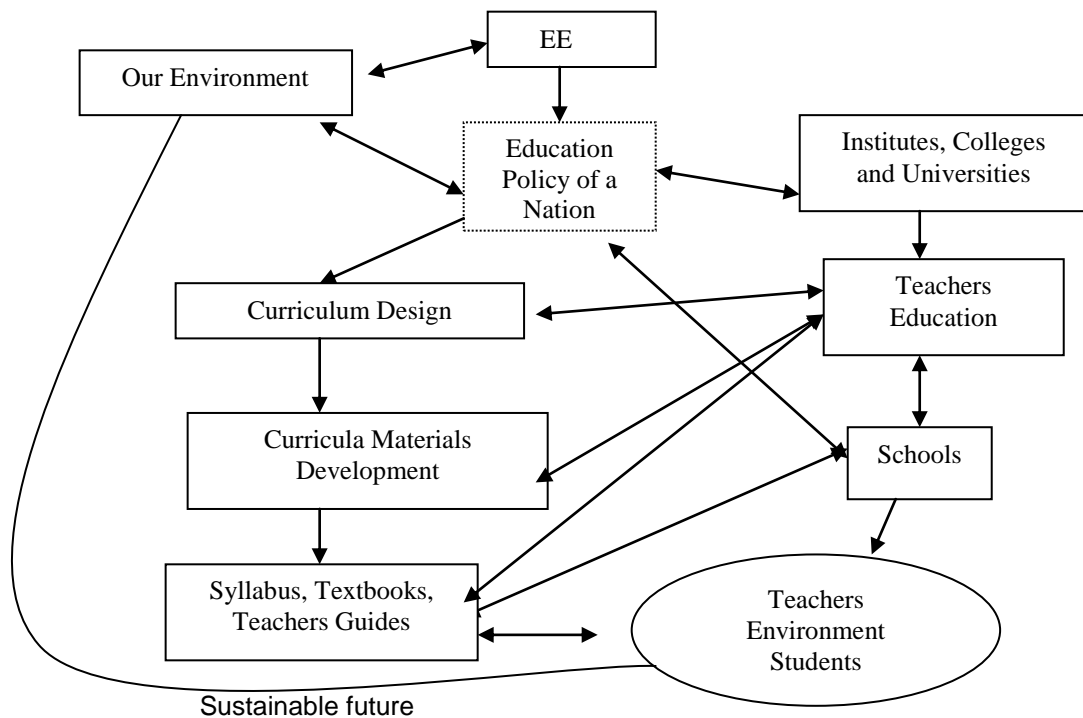 EE
Our Environment
Education
Policy of a
Nation
Institutes, Colleges
and Universities
Curriculum Design
Teachers
Education
Curricula Materials
Development
Schools
Syllabus, Textbooks,
Teachers Guides
Teachers
Environment
Students
Sustainable future